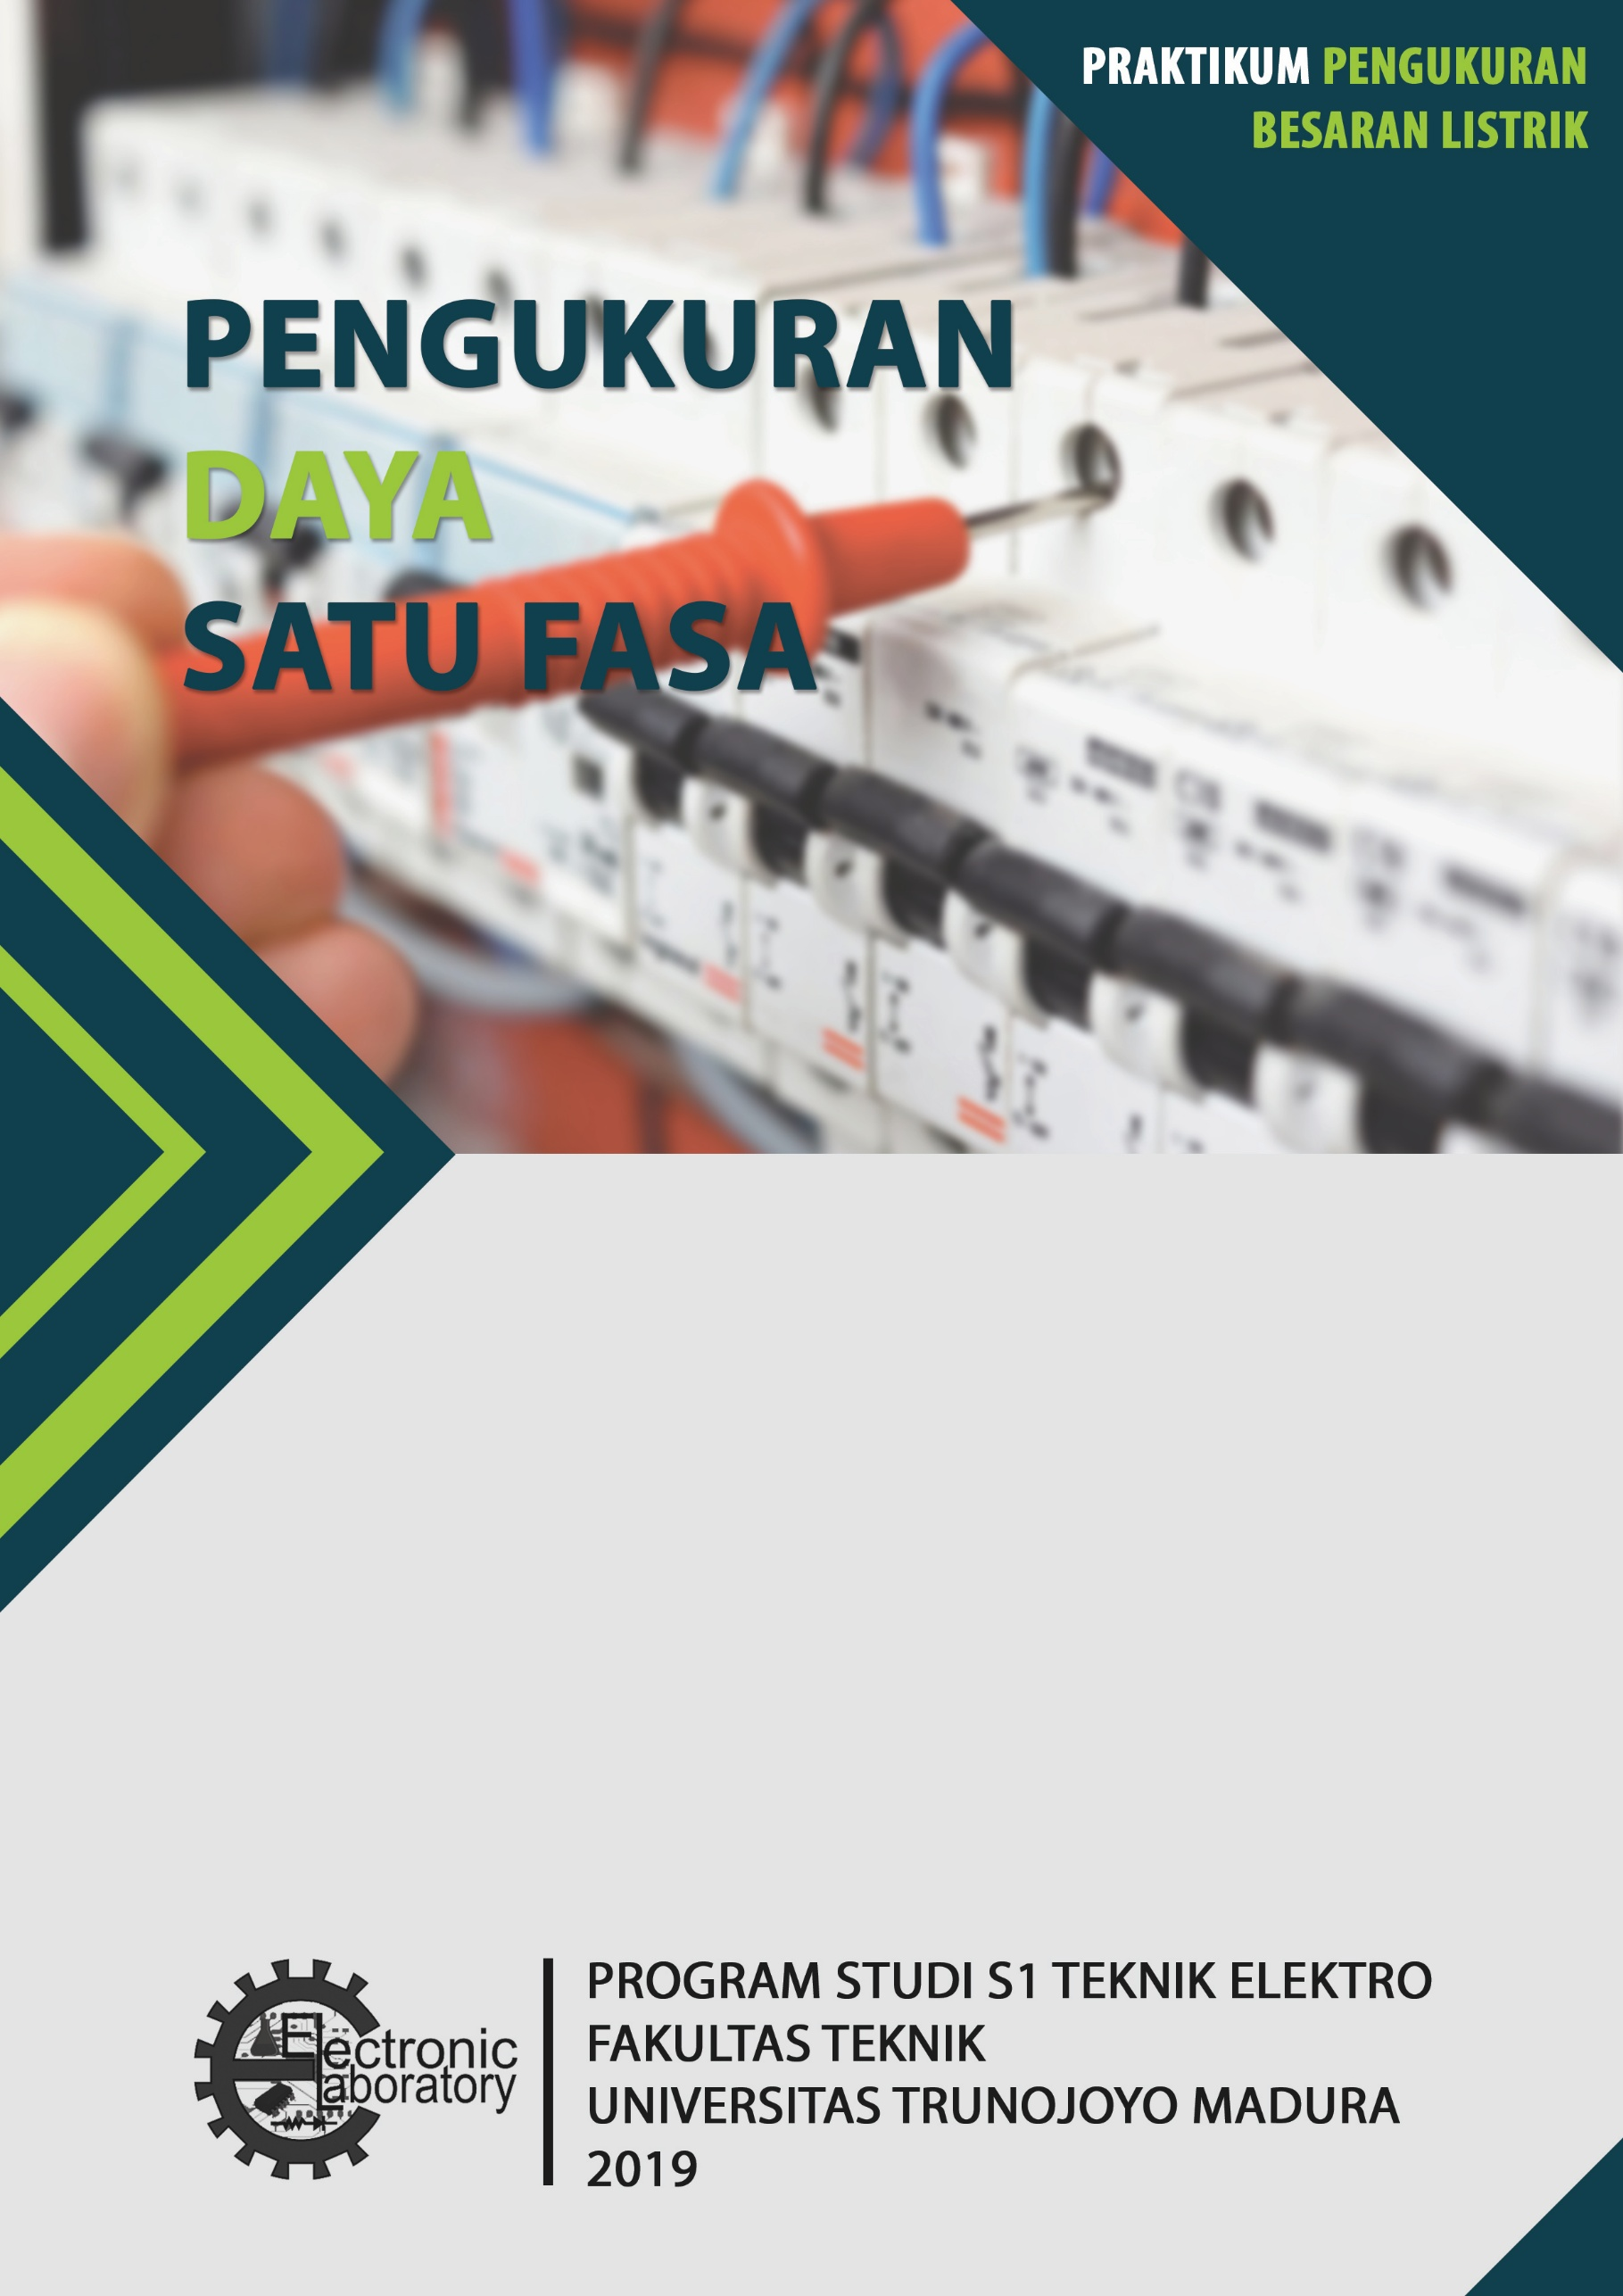 PRAKTIKUM PENGUKURAN
BESARAN LISTRIK
PENGUKURAN
DAYA
SATU FASA
Electronic
Laboratory
PROGRAM STUDI S1 TEKNIK ELEKTRO
FAKULTAS TEKNIK
UNIVERSITAS TRUNOJOYO MADURA
2019